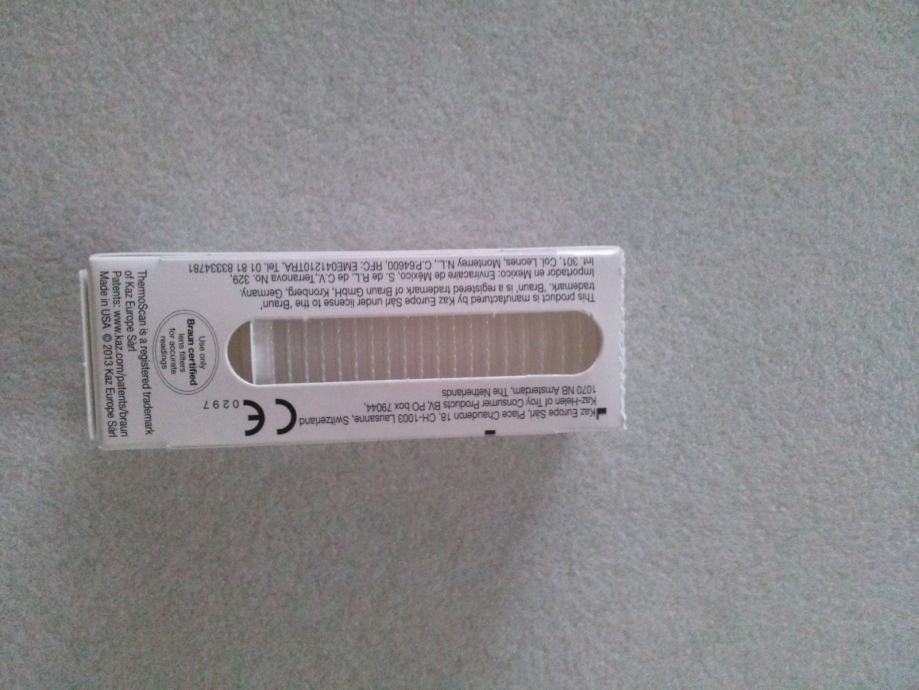 This product is manufactured by Kaz Europe Sàrl under license to the 'Braun'
trademark. 'Braun' is a registered trademark of Braun GmbH, Kronberg, Germany.
Importador en Mexico: Enviracaire de México, S. de R.L. de C.V., Terranova No. 329,
Int. 301, Col. Leones, Monterrey N.L., C.P.64600, RFC: EME0412107RA, Tel. 01 81 83334781
Kaz Europe Sàrl, Place Chauderon 18, CH-1003 Lausanne, Switzerland
Kaz-Helen of Troy Consumer Products BV, PO box 79044,
1070 NB Amsterdam, The Netherlands
CE
0297
Use only
Braun certified
lens filters
for accurate
readings
ThermoScan is a registered trademark
of Kaz Europe Sàrl
Patents: www.kaz.com/patents/braun
Made in USA © 2013 Kaz Europe Sàrl